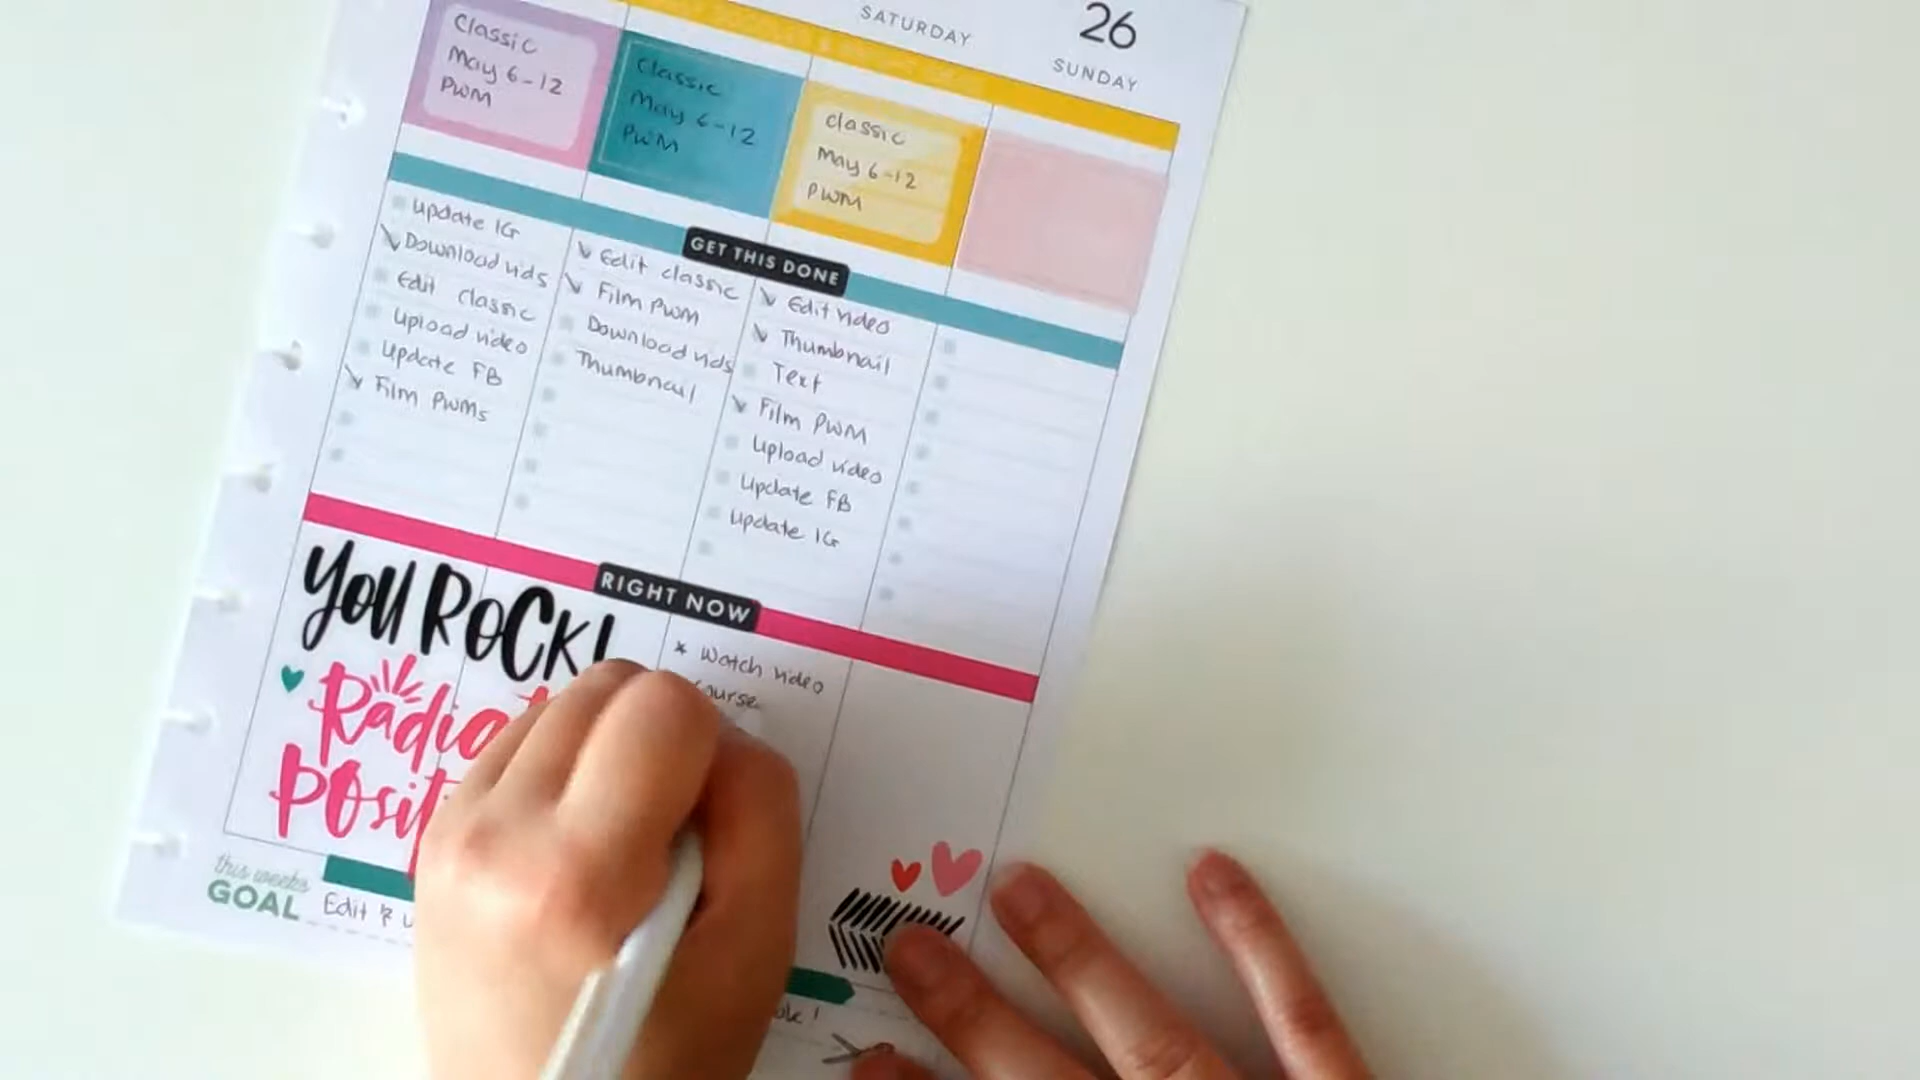 SATURDAY
26
SUNDAY
Classic
May 6-12
PWM
Classic
May 6-12
PWM
classic
May 6-12
PWM
GET THIS DONE
Update IG
Download vids
Edit classic
Upload video
Update FB
Film PWMs
Edit classic
Film PWM
Download vids
Thumbnail
Edit video
Thumbnail
Text
Film PWM
Upload video
Update FB
Update IG
RIGHT NOW
you ROCK!
Radiat
posit
* Watch video
course
this weeks
GOAL
Edit &